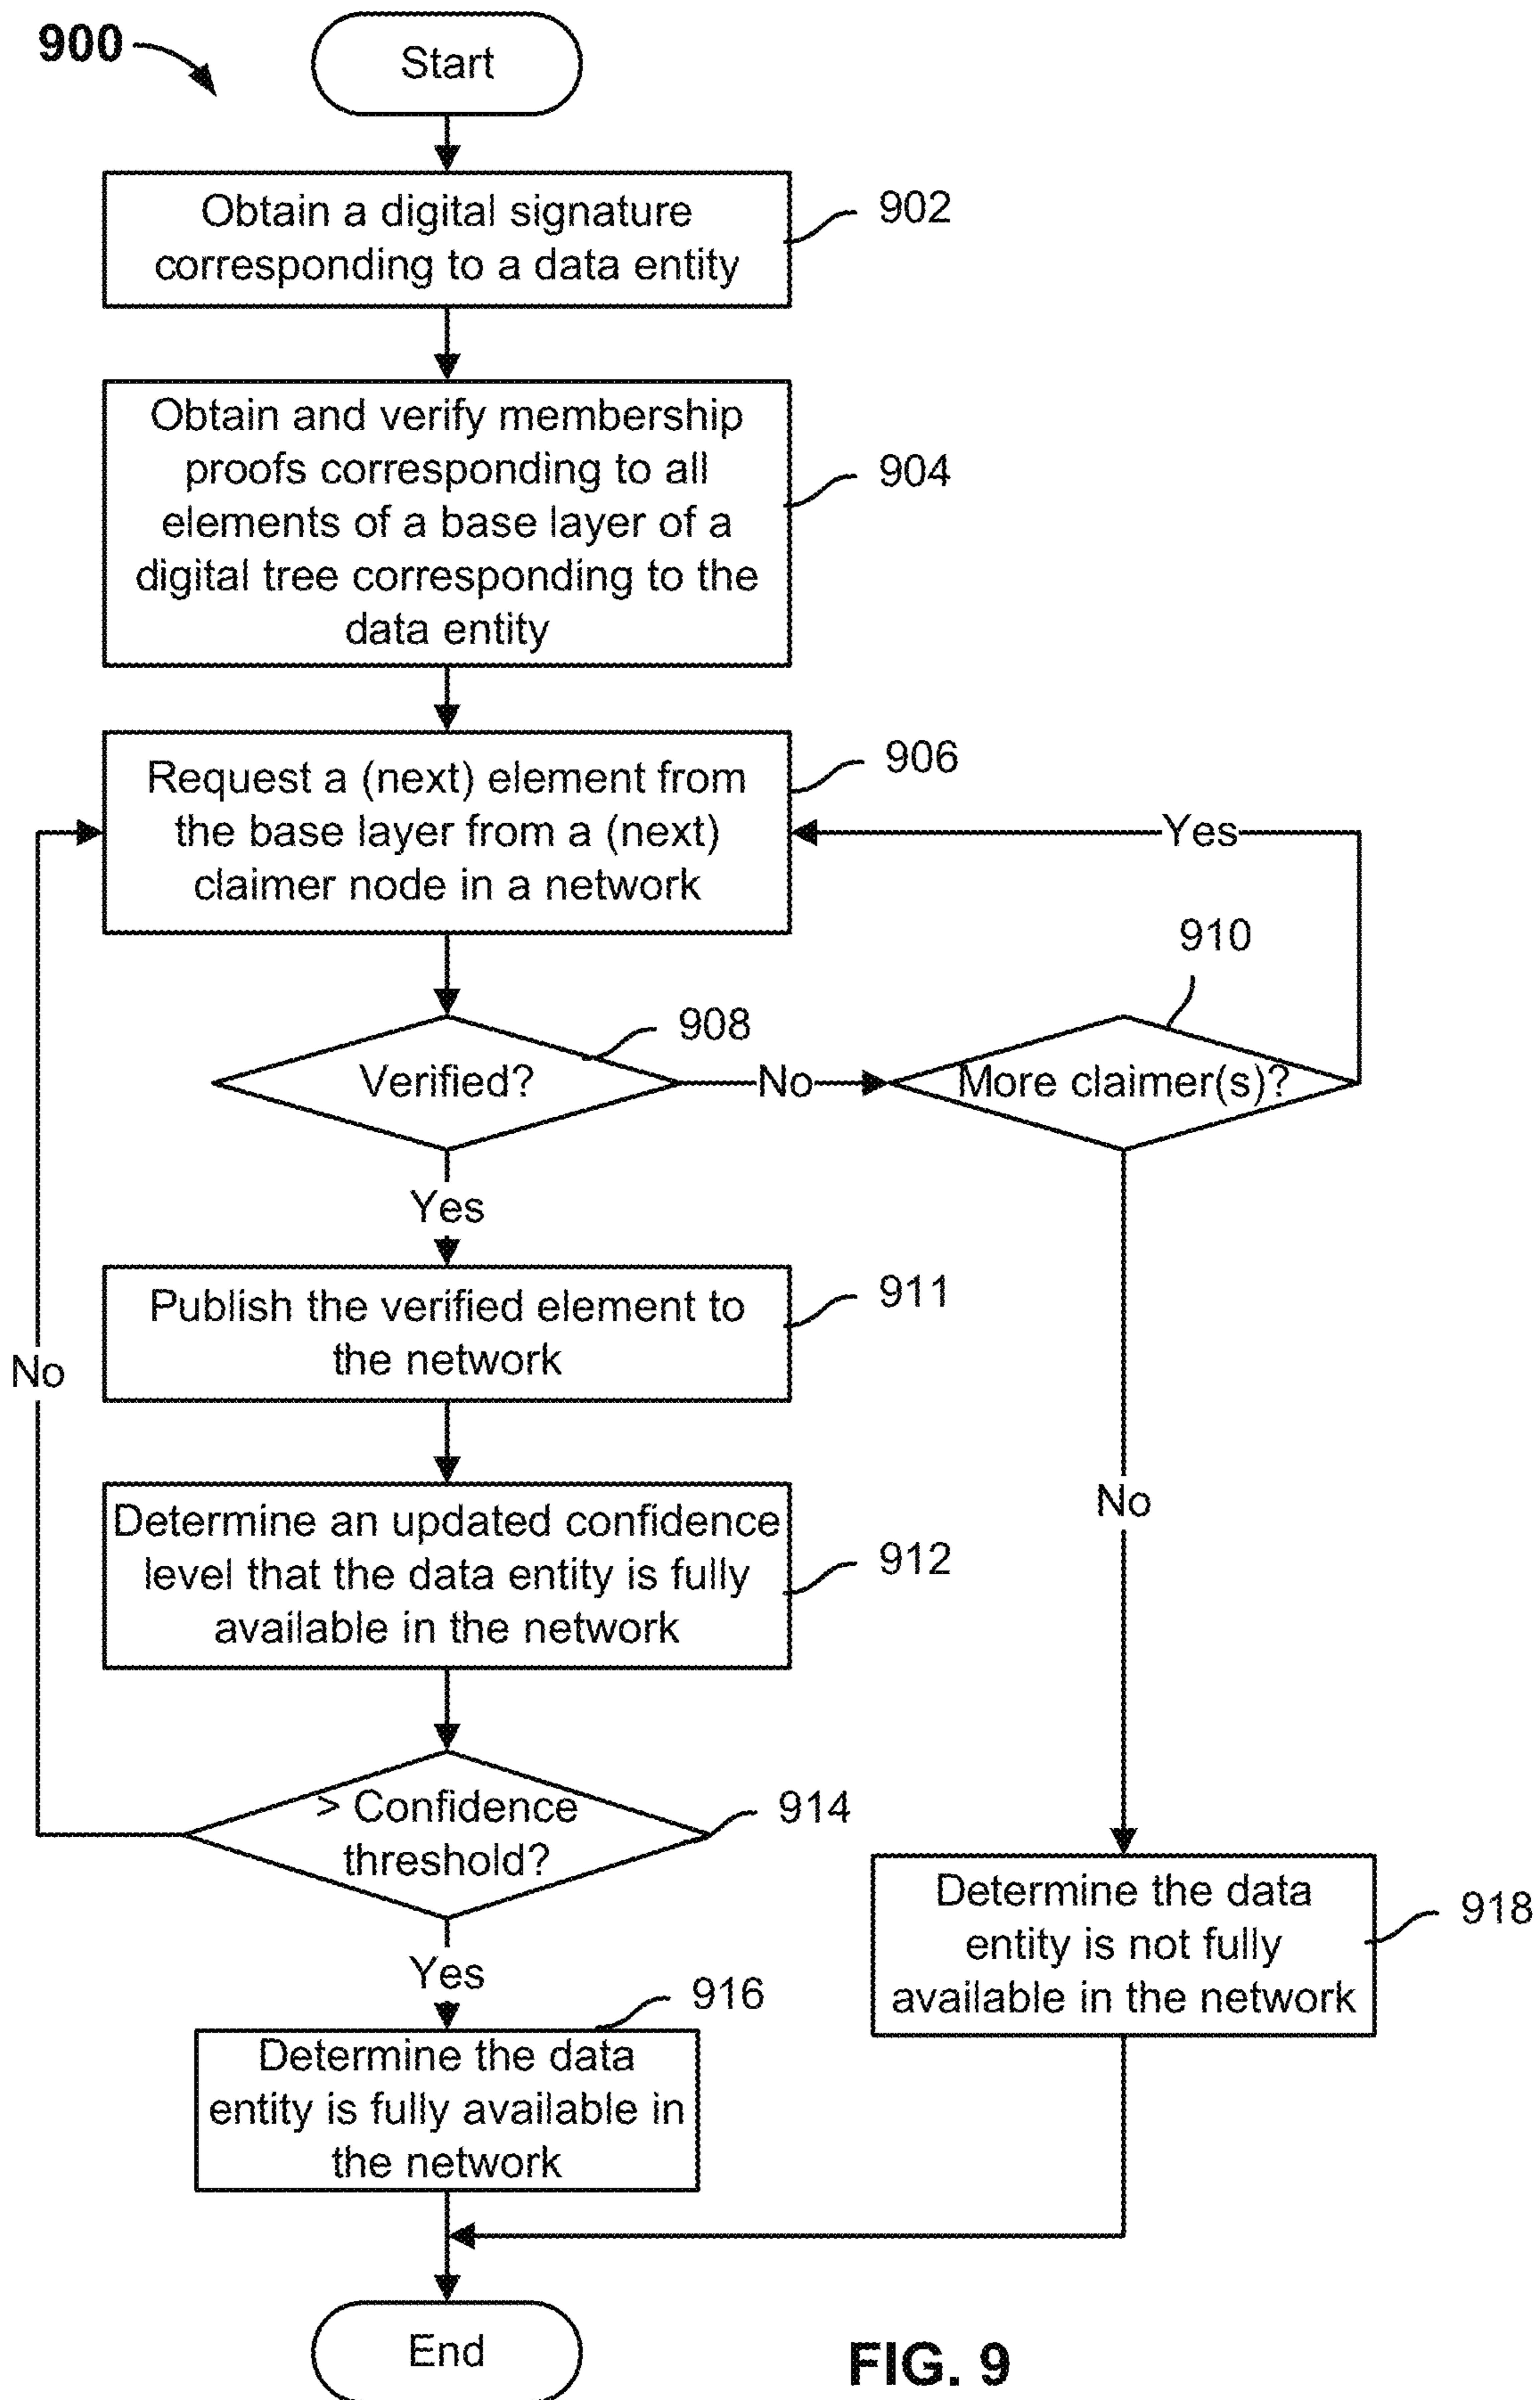 900
Start
Obtain a digital signature
corresponding to a data entity
902
Obtain and verify membership
proofs corresponding to all
elements of a base layer of a
digital tree corresponding to the
data entity
904
Request a (next) element from
the base layer from a (next)
claimer node in a network
906
Yes
910
908
Verified?
No
More claimer(s)?
Yes
Publish the verified element to
the network
911
No
Determine an updated confidence
level that the data entity is fully
available in the network
912
No
> Confidence
threshold?
914
Determine the data
entity is not fully
available in the network
918
Yes
916
Determine the data
entity is fully available in
the network
End
FIG. 9